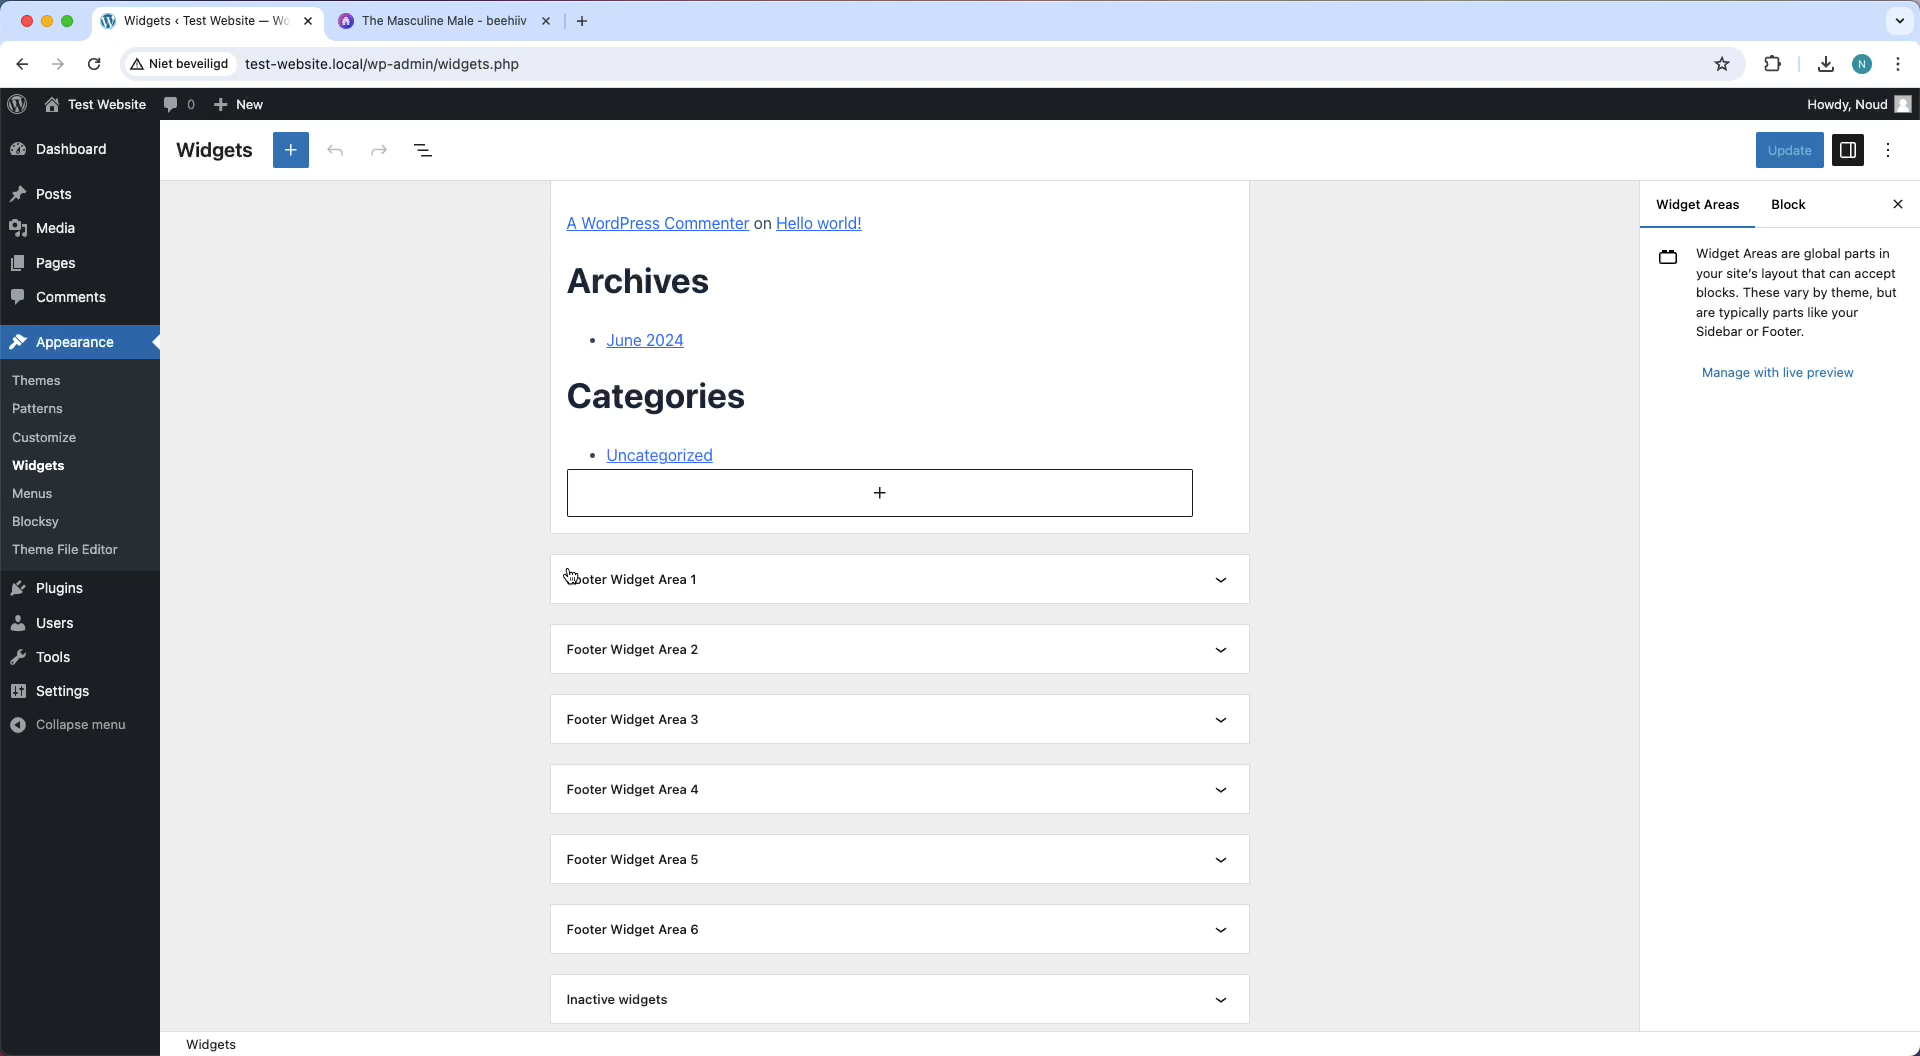 Widgets ‹ Test Website — Wo
The Masculine Male - beehiiv
Niet beveiligd
test-website.local/wp-admin/widgets.php
N
Test Website
0
New
Howdy, Noud
Dashboard
Posts
Media
Pages
Comments
Appearance
Themes
Patterns
Customize
Widgets
Menus
Blocksy
Theme File Editor
Plugins
Users
Tools
Settings
Collapse menu
Widgets
Update
A WordPress Commenter on Hello world!
Archives
• June 2024
Categories
• Uncategorized
Footer Widget Area 1
Footer Widget Area 2
Footer Widget Area 3
Footer Widget Area 4
Footer Widget Area 5
Footer Widget Area 6
Inactive widgets
Widget Areas
Block
Widget Areas are global parts in
your site's layout that can accept
blocks. These vary by theme, but
are typically parts like your
Sidebar or Footer.
Manage with live preview
Widgets